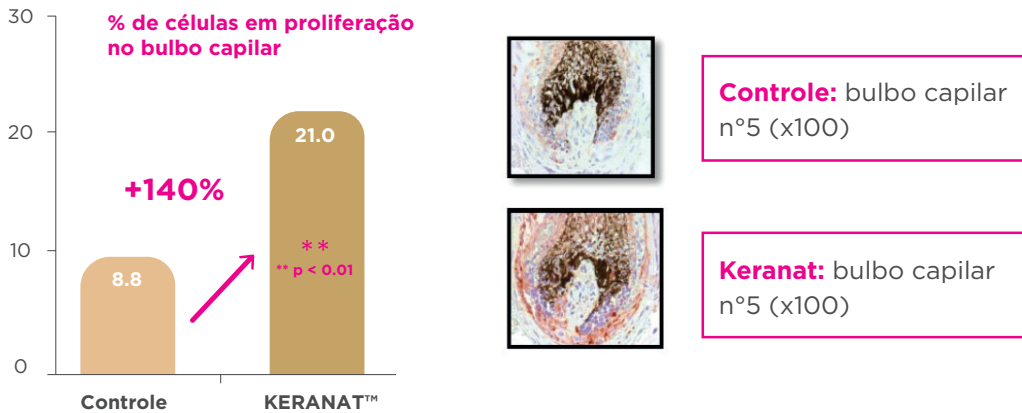 % de células em proliferação
no bulbo capilar
30
20
10
0
+140%
8.8
21.0
**
** p < 0.01
Controle
KERANAT™
Controle: bulbo capilar
n°5 (x100)
Keranat: bulbo capilar
n°5 (x100)